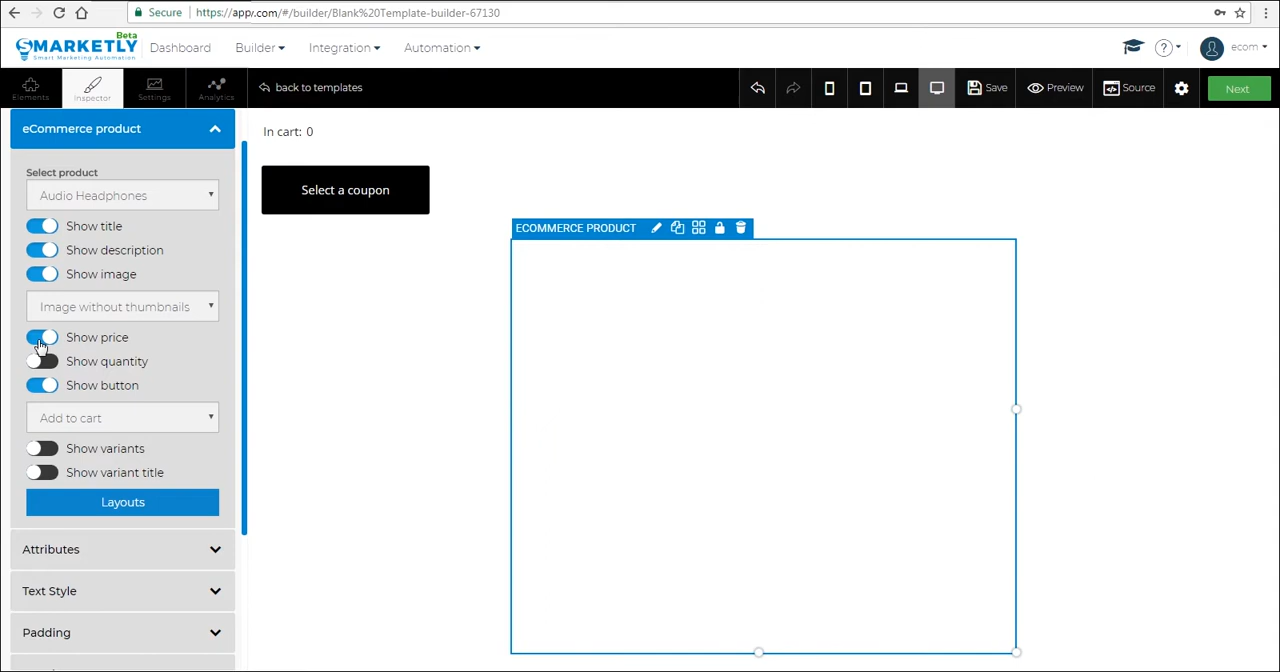 Secure https://app.com/#/builder/Blank%20Template-builder-67130
Beta
SMARKETLY
Smart Marketing Automation
Dashboard Builder Integration Automation ? ecom
Elements Inspector Settings Analytics back to templates Save Preview Source Next
eCommerce product
Select product
Audio Headphones
Show title
Show description
Show image
Image without thumbnails
Show price
Show quantity
Show button
Add to cart
Show variants
Show variant title
Layouts
Attributes
Text Style
Padding
In cart: 0
Select a coupon
ECOMMERCE PRODUCT